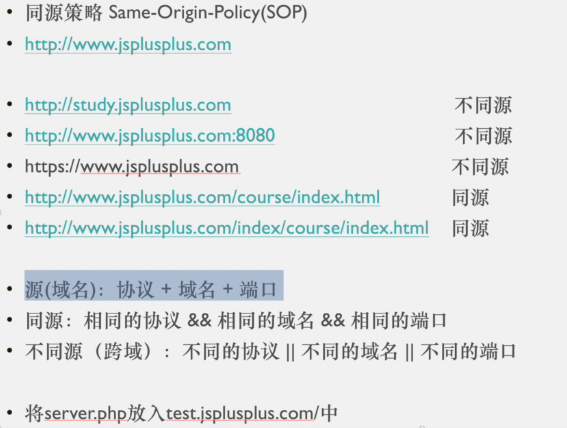 • 同源策略 Same-Origin-Policy(SOP)
• http://www.jsplusplus.com
• http://study.jsplusplus.com 不同源
• http://www.jsplusplus.com:8080 不同源
• https://www.jsplusplus.com 不同源
• http://www.jsplusplus.com/course/index.html 同源
• http://www.jsplusplus.com/index/course/index.html 同源
• 源(域名)：协议 + 域名 + 端口
• 同源：相同的协议 && 相同的域名 && 相同的端口
• 不同源（跨域）：不同的协议 || 不同的域名 || 不同的端口
• 将server.php放入test.jsplusplus.com/中